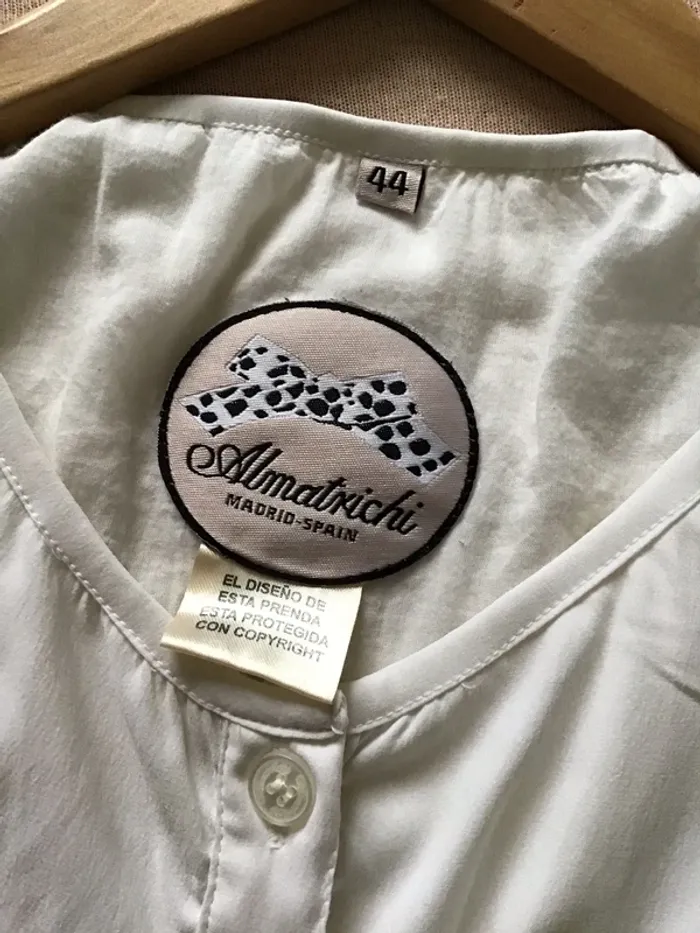 44
Almatrichi
MADRID-SPAIN
EL DISEÑO DE
ESTA PRENDA
ESTA PROTEGIDA
CON COPYRIGHT